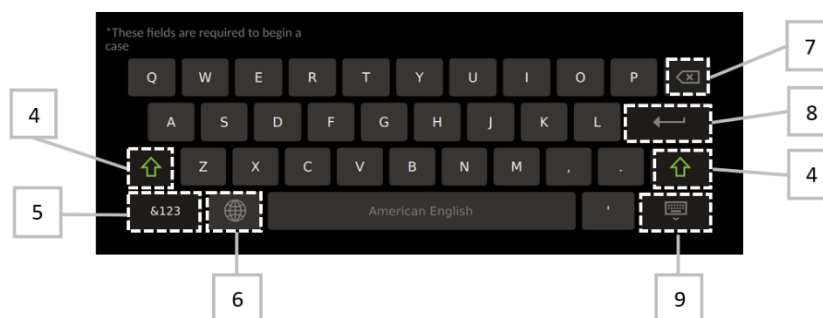 *These fields are required to begin a
case
Q W E R T Y U I O P
7
A S D F G H J K L
8
4
Z X C V B N M , .
4
5
&123
American English
'
6
9